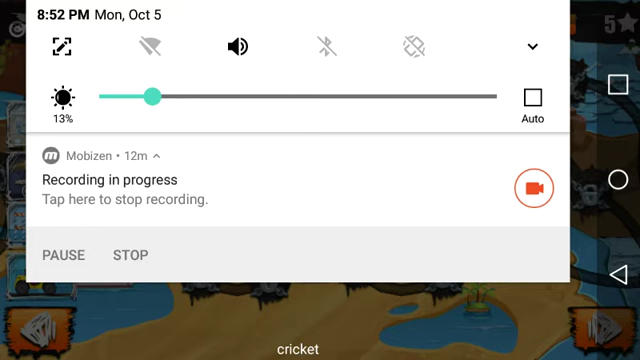 8:52 PM Mon, Oct 5
5
13%
Auto
Mobizen • 12m
Recording in progress
Tap here to stop recording.
PAUSE STOP
cricket